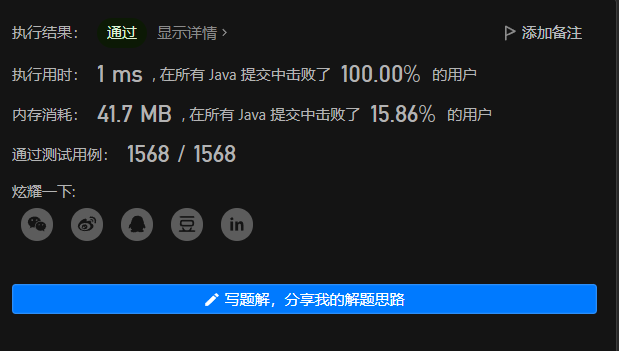 执行结果： 通过 显示详情 > 添加备注
执行用时： 1 ms , 在所有 Java 提交中击败了 100.00% 的用户
内存消耗： 41.7 MB , 在所有 Java 提交中击败了 15.86% 的用户
通过测试用例： 1568 / 1568
炫耀一下:
豆 in
写题解，分享我的解题思路